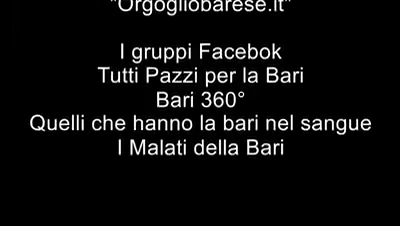 "Orgogliobarese.it"
I gruppi Facebok
Tutti Pazzi per la Bari
Bari 360°
Quelli che hanno la bari nel sangue
I Malati della Bari